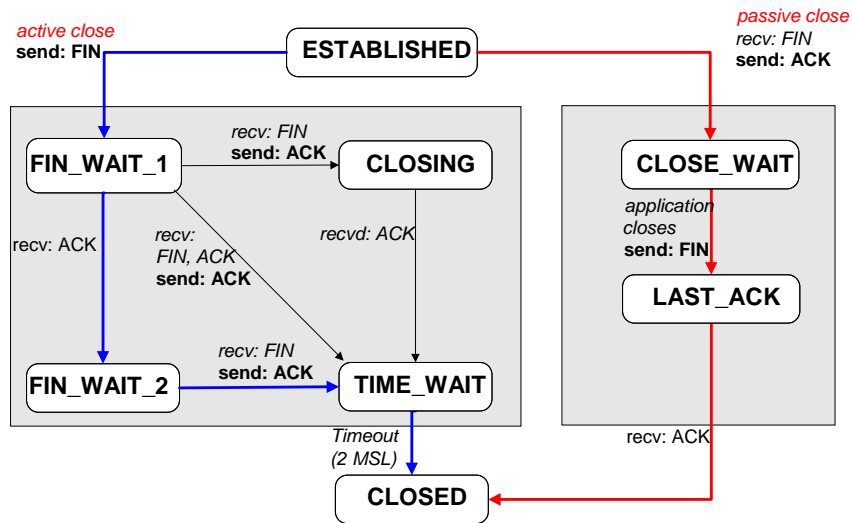 active close
send: FIN
ESTABLISHED
passive close
recv: FIN
send: ACK
FIN_WAIT_1
recv: FIN
send: ACK
CLOSING
CLOSE_WAIT
recv: ACK
recv:
FIN, ACK
send: ACK
recvd: ACK
application
closes
send: FIN
LAST_ACK
FIN_WAIT_2
recv: FIN
send: ACK
TIME_WAIT
Timeout
(2 MSL)
recv: ACK
CLOSED